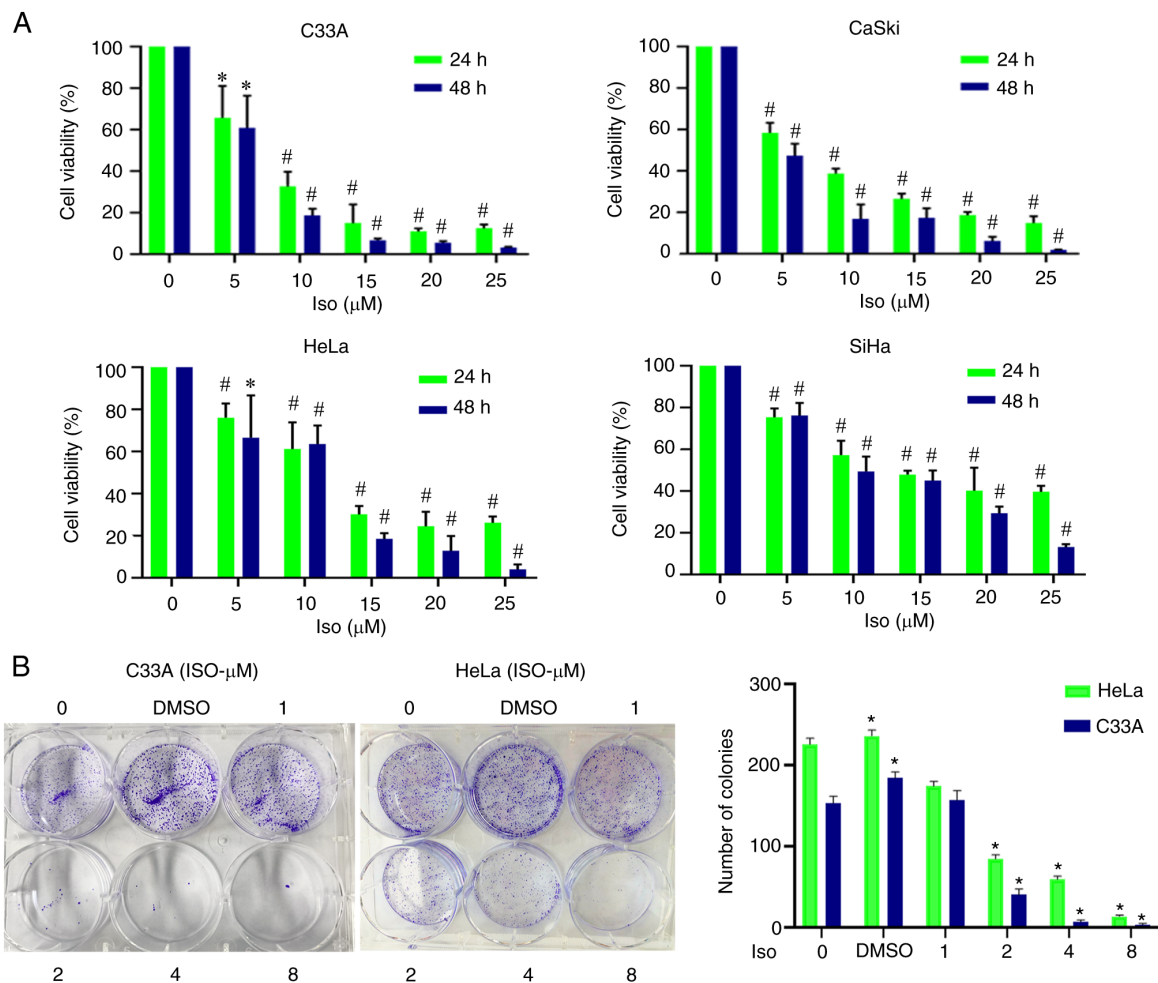 A
C33A
Cell viability (%)
100
80
60
40
20
0
* * # # # # # # # #
24 h
48 h
0 5 10 15 20 25
Iso (μM)
CaSki
Cell viability (%)
100
80
60
40
20
0
# # # # # # # # # #
24 h
48 h
0 5 10 15 20 25
Iso (μM)
HeLa
Cell viability (%)
100
80
60
40
20
0
# * # # # # # # # #
24 h
48 h
0 5 10 15 20 25
Iso (μM)
SiHa
Cell viability (%)
100
80
60
40
20
0
# # # # # # # # # #
24 h
48 h
0 5 10 15 20 25
Iso (μM)
B
C33A (ISO-μM)
0 DMSO 1
2 4 8
HeLa (ISO-μM)
0 DMSO 1
2 4 8
Number of colonies
300
200
100
0
* * * * * * * *
HeLa
C33A
Iso 0 DMSO 1 2 4 8